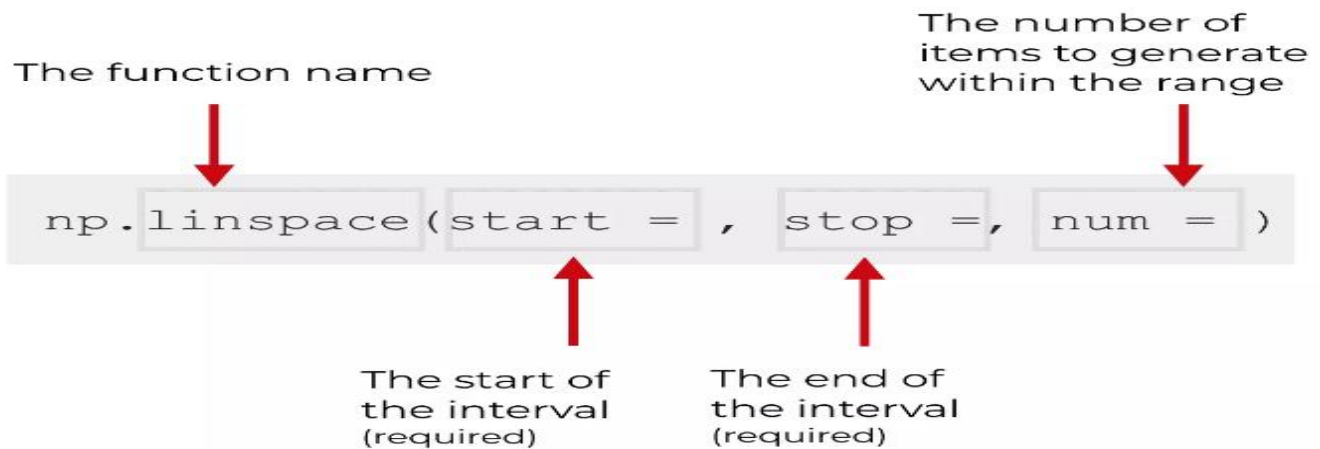 The number of
items to generate
within the range
The function name
np.linspace(start = , stop =, num = )
The start of
the interval
(required)
The end of
the interval
(required)